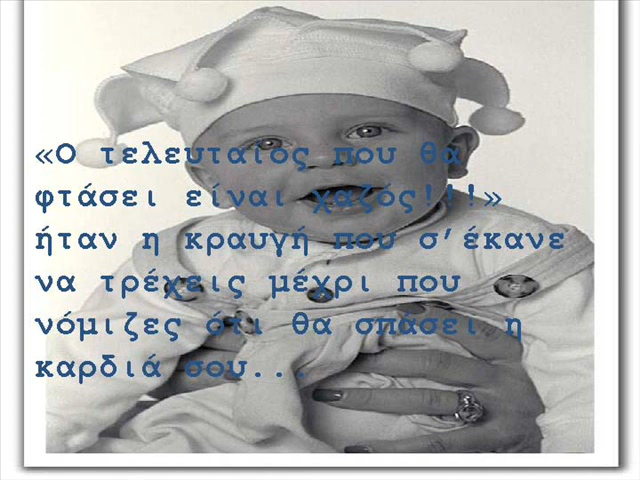 «Ο τελευταίος που θα
φτάσει είναι χαζός!!!»
ήταν η κραυγή που σ’έκανε
να τρέχεις μέχρι που
νόμιζες ότι θα σπάσει η
καρδιά σου...